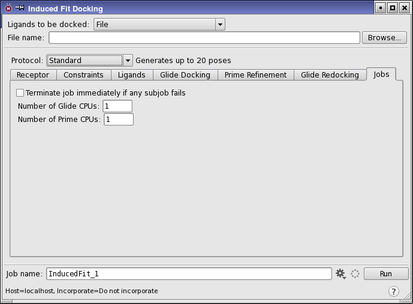 Induced Fit Docking
Ligands to be docked: File
File name: Browse...
Protocol: Standard Generates up to 20 poses
Receptor Constraints Ligands Glide Docking Prime Refinement Glide Redocking Jobs
Terminate job immediately if any subjob fails
Number of Glide CPUs: 1
Number of Prime CPUs: 1
Job name: InducedFit_1 Run
Host=localhost, Incorporate=Do not incorporate ?